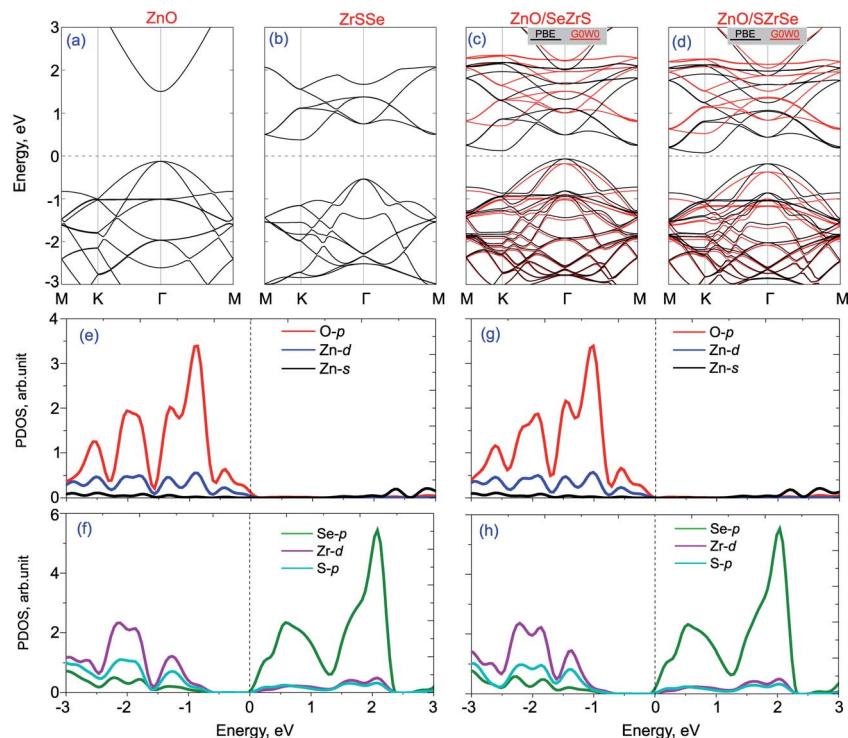 ZnO ZrSSe ZnO/SeZrS ZnO/SZrSe
(a) (b) (c) PBE G0W0 (d) PBE G0W0
3
2
1
0
-1
-2
-3
Energy, eV
M K Γ M K Γ M K Γ M K Γ M
(e) O-p Zn-d Zn-s
(g) O-p Zn-d Zn-s
4
3
2
1
0
PDOS, arb.unit
(f) Se-p Zr-d S-p
(h) Se-p Zr-d S-p
6
4
2
0
PDOS, arb.unit
-3 -2 -1 0 1 2 3 -2 -1 0 1 2 3
Energy, eV Energy, eV